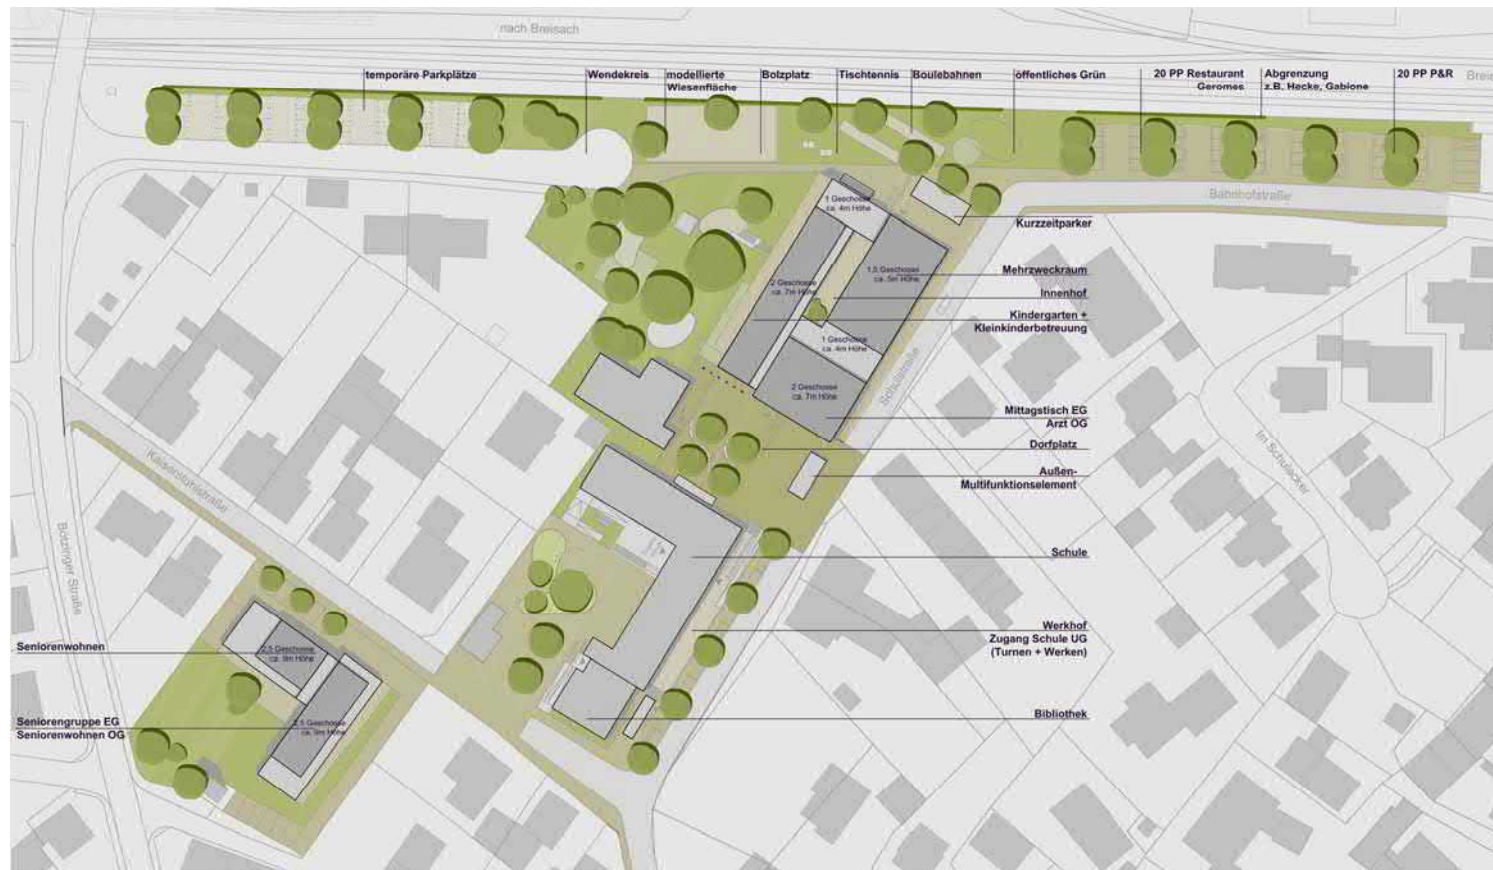 nach Breisach
temporäre Parkplätze
Wendekreis
modellierte
Wiesenfläche
Bolzplatz
Tischtennis
Boulebahnen
öffentliches Grün
20 PP Restaurant
Geromes
Abgrenzung
z.B. Hecke, Gabione
20 PP P&R
Bahnhofstraße
1 Geschosse
ca. 4m Höhe
Kurzzeitparker
1,5 Geschosse
ca. 5m Höhe
Mehrzweckraum
2 Geschosse
ca. 7m Höhe
Innenhof
Kindergarten +
Kleinkinderbetreuung
1 Geschosse
ca. 4m Höhe
Schulstraße
2 Geschosse
ca. 7m Höhe
Mittagstisch EG
Arzt OG
Dorfplatz
Im Schulacker
Außen-
Multifunktionselement
Kaiserstuhlstraße
Bötzinger Straße
Schule
Werkhof
Zugang Schule UG
(Turnen + Werken)
Seniorenwohnen
2,5 Geschosse
ca. 9m Höhe
Seniorengruppe EG
Seniorenwohnen OG
2,5 Geschosse
ca. 9m Höhe
Bibliothek